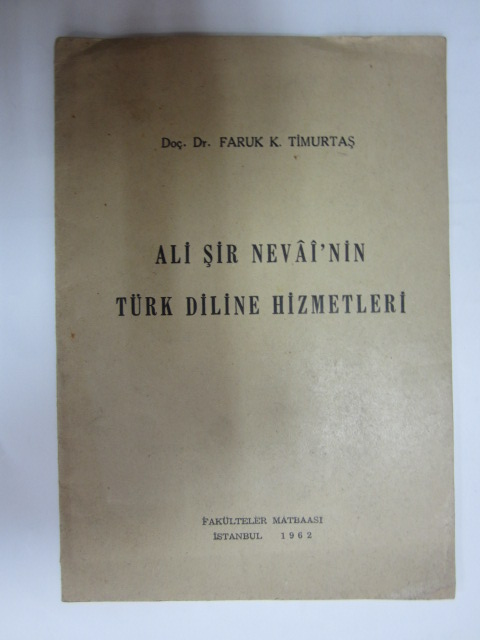 Doç. Dr. FARUK K. TİMURTAŞ
ALİ ŞİR NEVÂÎ'NİN
TÜRK DİLİNE HİZMETLERİ
FAKÜLTELER MATBAASI
İSTANBUL 1962